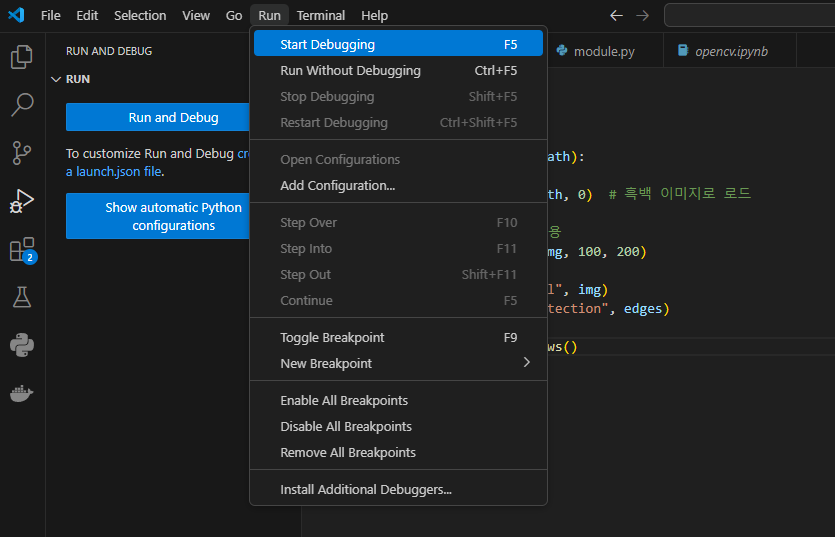 File Edit Selection View Go Run Terminal Help
RUN AND DEBUG
RUN
Run and Debug
To customize Run and Debug
a launch.json file.
Show automatic Python
configurations
2
Start Debugging F5
Run Without Debugging Ctrl+F5
Stop Debugging Shift+F5
Restart Debugging Ctrl+Shift+F5
Open Configurations
Add Configuration...
Step Over F10
Step Into F11
Step Out Shift+F11
Continue F5
Toggle Breakpoint F9
New Breakpoint
Enable All Breakpoints
Disable All Breakpoints
Remove All Breakpoints
Install Additional Debuggers...
module.py opencv.ipynb
ath):
th, 0) # 흑백 이미지로 로드
용
mg, 100, 200)
l", img)
tection", edges)
ws()